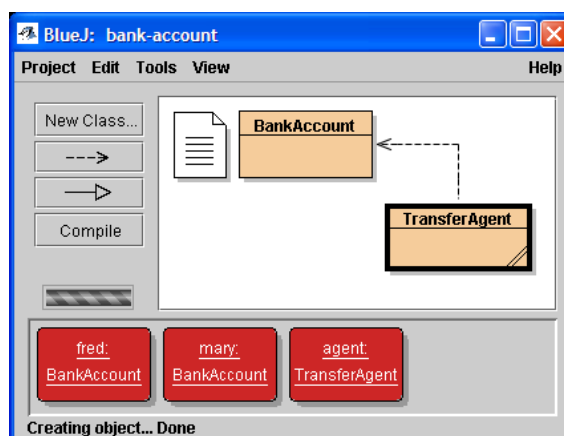 BlueJ: bank-account
Project Edit Tools View Help
New Class...
Compile
BankAccount
TransferAgent
fred:
BankAccount
mary:
BankAccount
agent:
TransferAgent
Creating object... Done